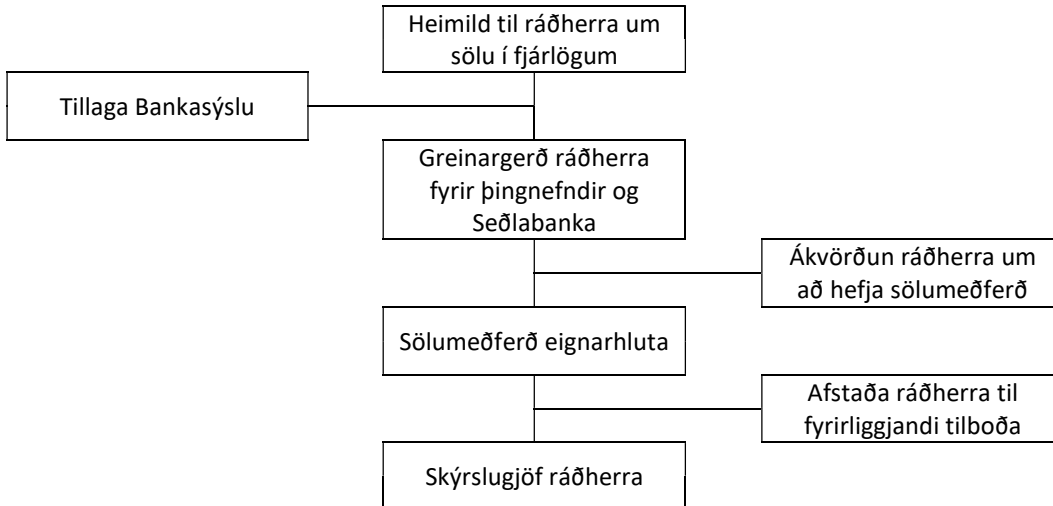 Heimild til ráðherra um
sölu í fjárlögum
Tillaga Bankasýslu
Greinargerð ráðherra
fyrir þingnefndir og
Seðlabanka
Ákvörðun ráðherra um
að hefja sölumeðferð
Sölumeðferð eignarhluta
Afstaða ráðherra til
fyrirliggjandi tilboða
Skýrslugjöf ráðherra